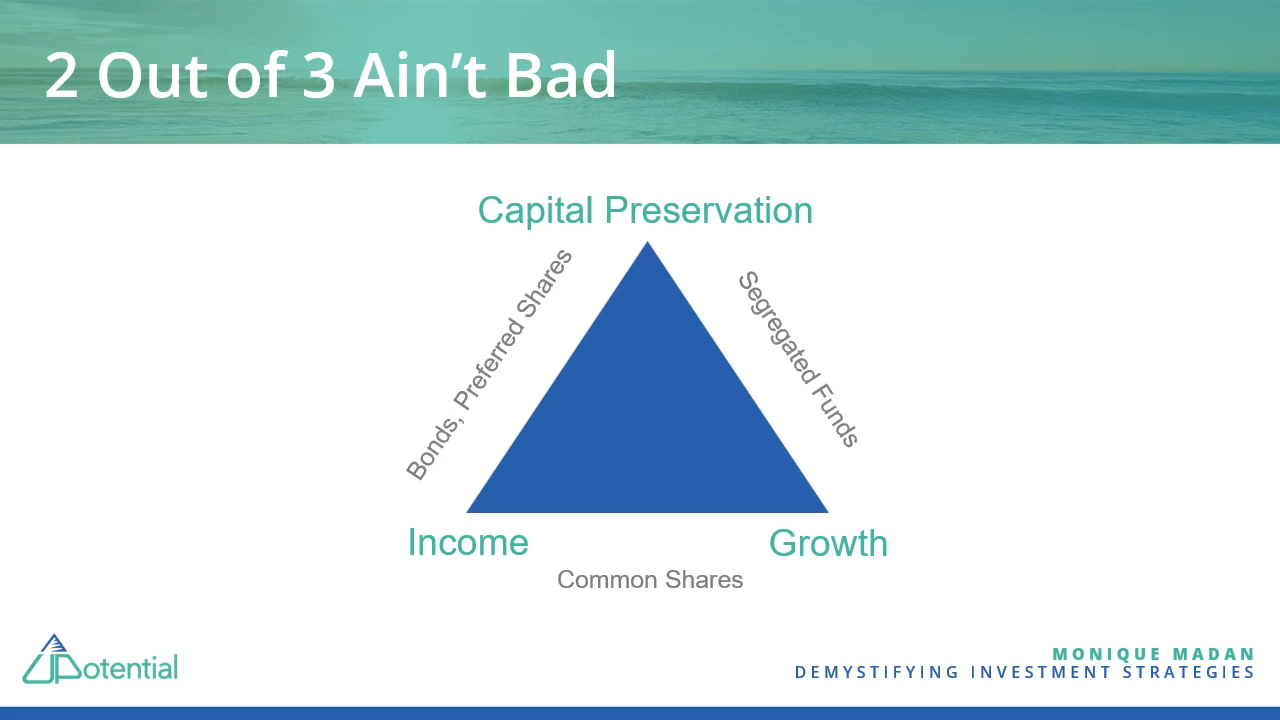 2 Out of 3 Ain’t Bad
Capital Preservation
Bonds, Preferred Shares
Segregated Funds
Income
Growth
Common Shares
UPotential
MONIQUE MADAN
DEMYSTIFYING INVESTMENT STRATEGIES